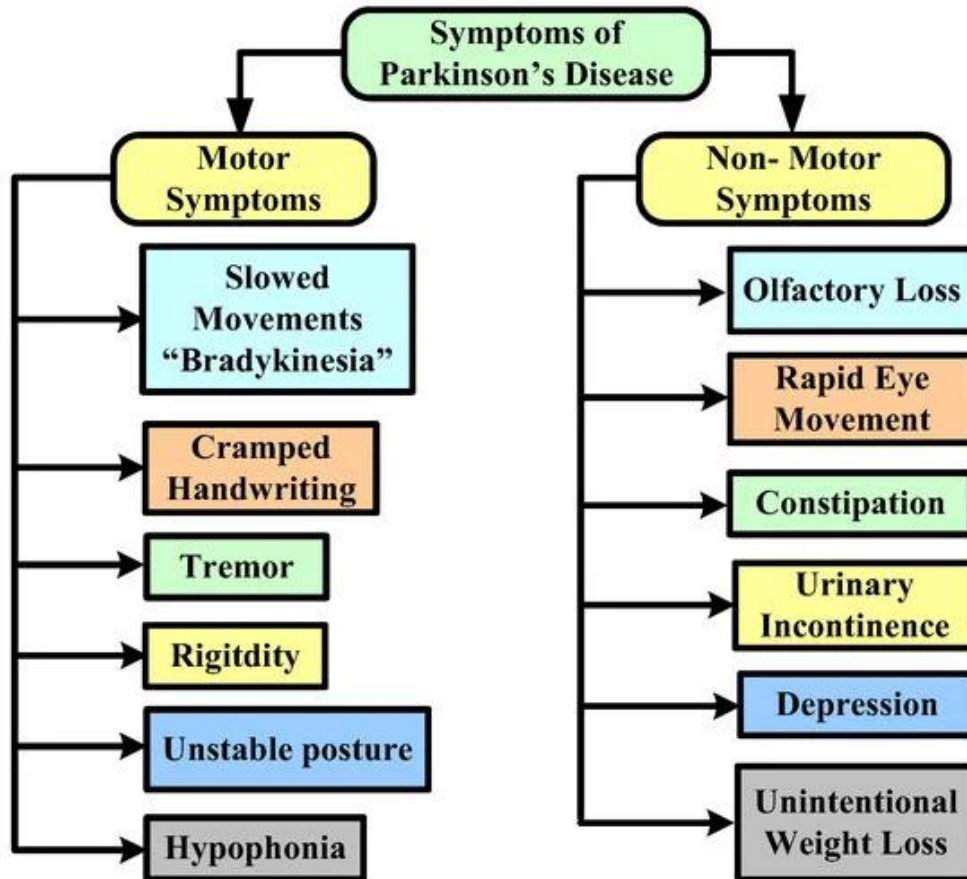 Symptoms of
Parkinson’s Disease
Motor
Symptoms
Slowed
Movements
“Bradykinesia”
Cramped
Handwriting
Tremor
Rigitdity
Unstable posture
Hypophonia
Non- Motor
Symptoms
Olfactory Loss
Rapid Eye
Movement
Constipation
Urinary
Incontinence
Depression
Unintentional
Weight Loss